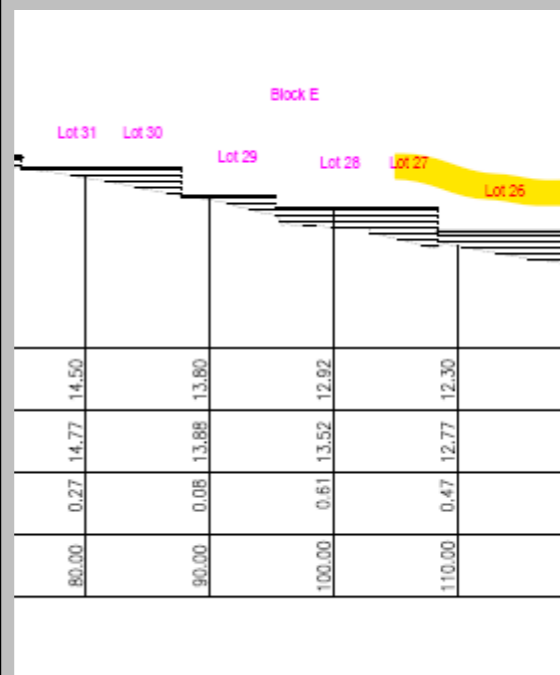 Block E
Lot 31 Lot 30
Lot 29 Lot 28 Lot 27
Lot 26
14.50 13.80 12.92 12.30
14.77 13.88 13.52 12.77
0.27 0.08 0.61 0.47
80.00 90.00 100.00 110.00